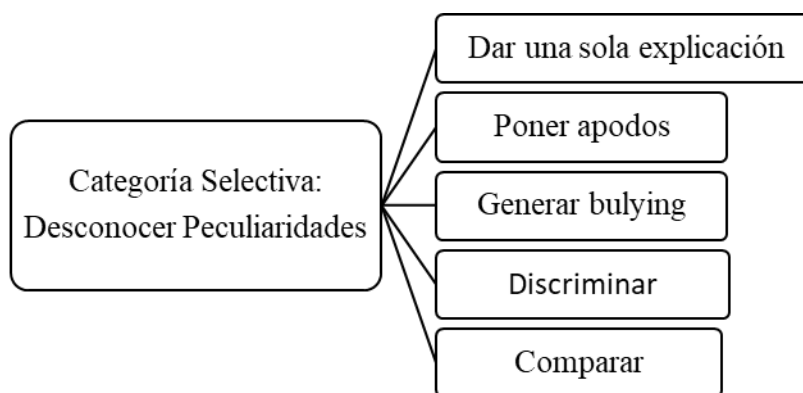 Categoría Selectiva:
Desconocer Peculiaridades
Dar una sola explicación
Poner apodos
Generar bulying
Discriminar
Comparar